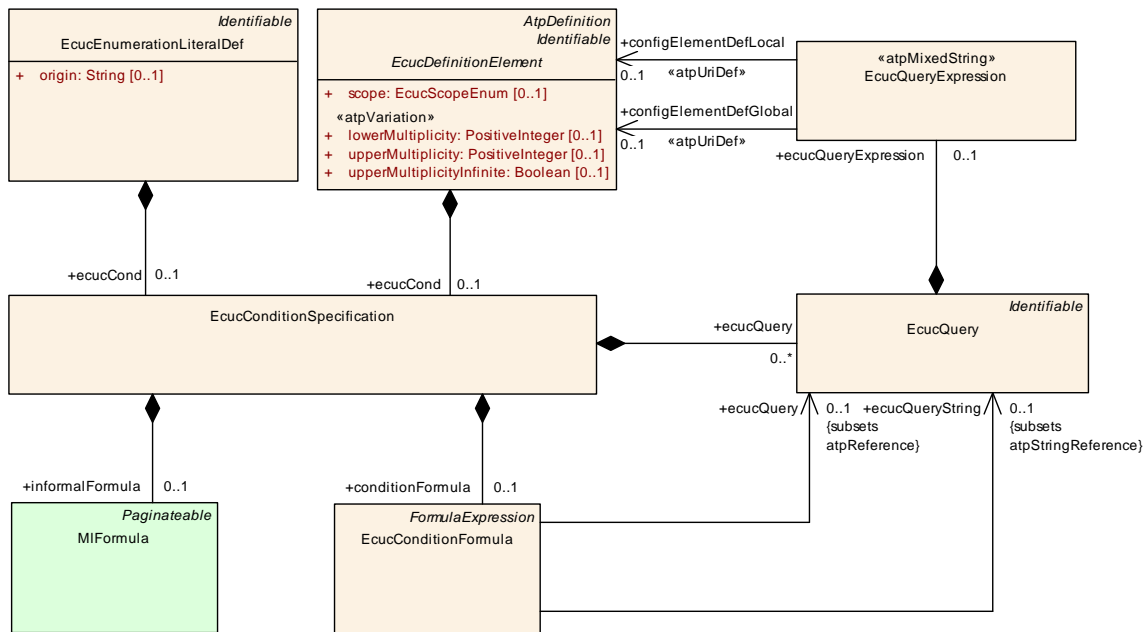 Identifiable
EcucEnumerationLiteralDef
+ origin: String [0..1]
AtpDefinition
Identifiable
EcucDefinitionElement
+ scope: EcucScopeEnum [0..1]
«atpVariation»
+ lowerMultiplicity: PositiveInteger [0..1]
+ upperMultiplicity: PositiveInteger [0..1]
+ upperMultiplicityInfinite: Boolean [0..1]
+configElementDefLocal
0..1
«atpUriDef»
+configElementDefGlobal
0..1
«atpUriDef»
«atpMixedString»
EcucQueryExpression
+ecucQueryExpression
0..1
+ecucCond
0..1
+ecucCond
0..1
EcucConditionSpecification
+ecucQuery
0..*
Identifiable
EcucQuery
+ecucQuery
0..1
{subsets
atpReference}
+ecucQueryString
0..1
{subsets
atpStringReference}
+informalFormula
0..1
+conditionFormula
0..1
Paginateable
MlFormula
FormulaExpression
EcucConditionFormula